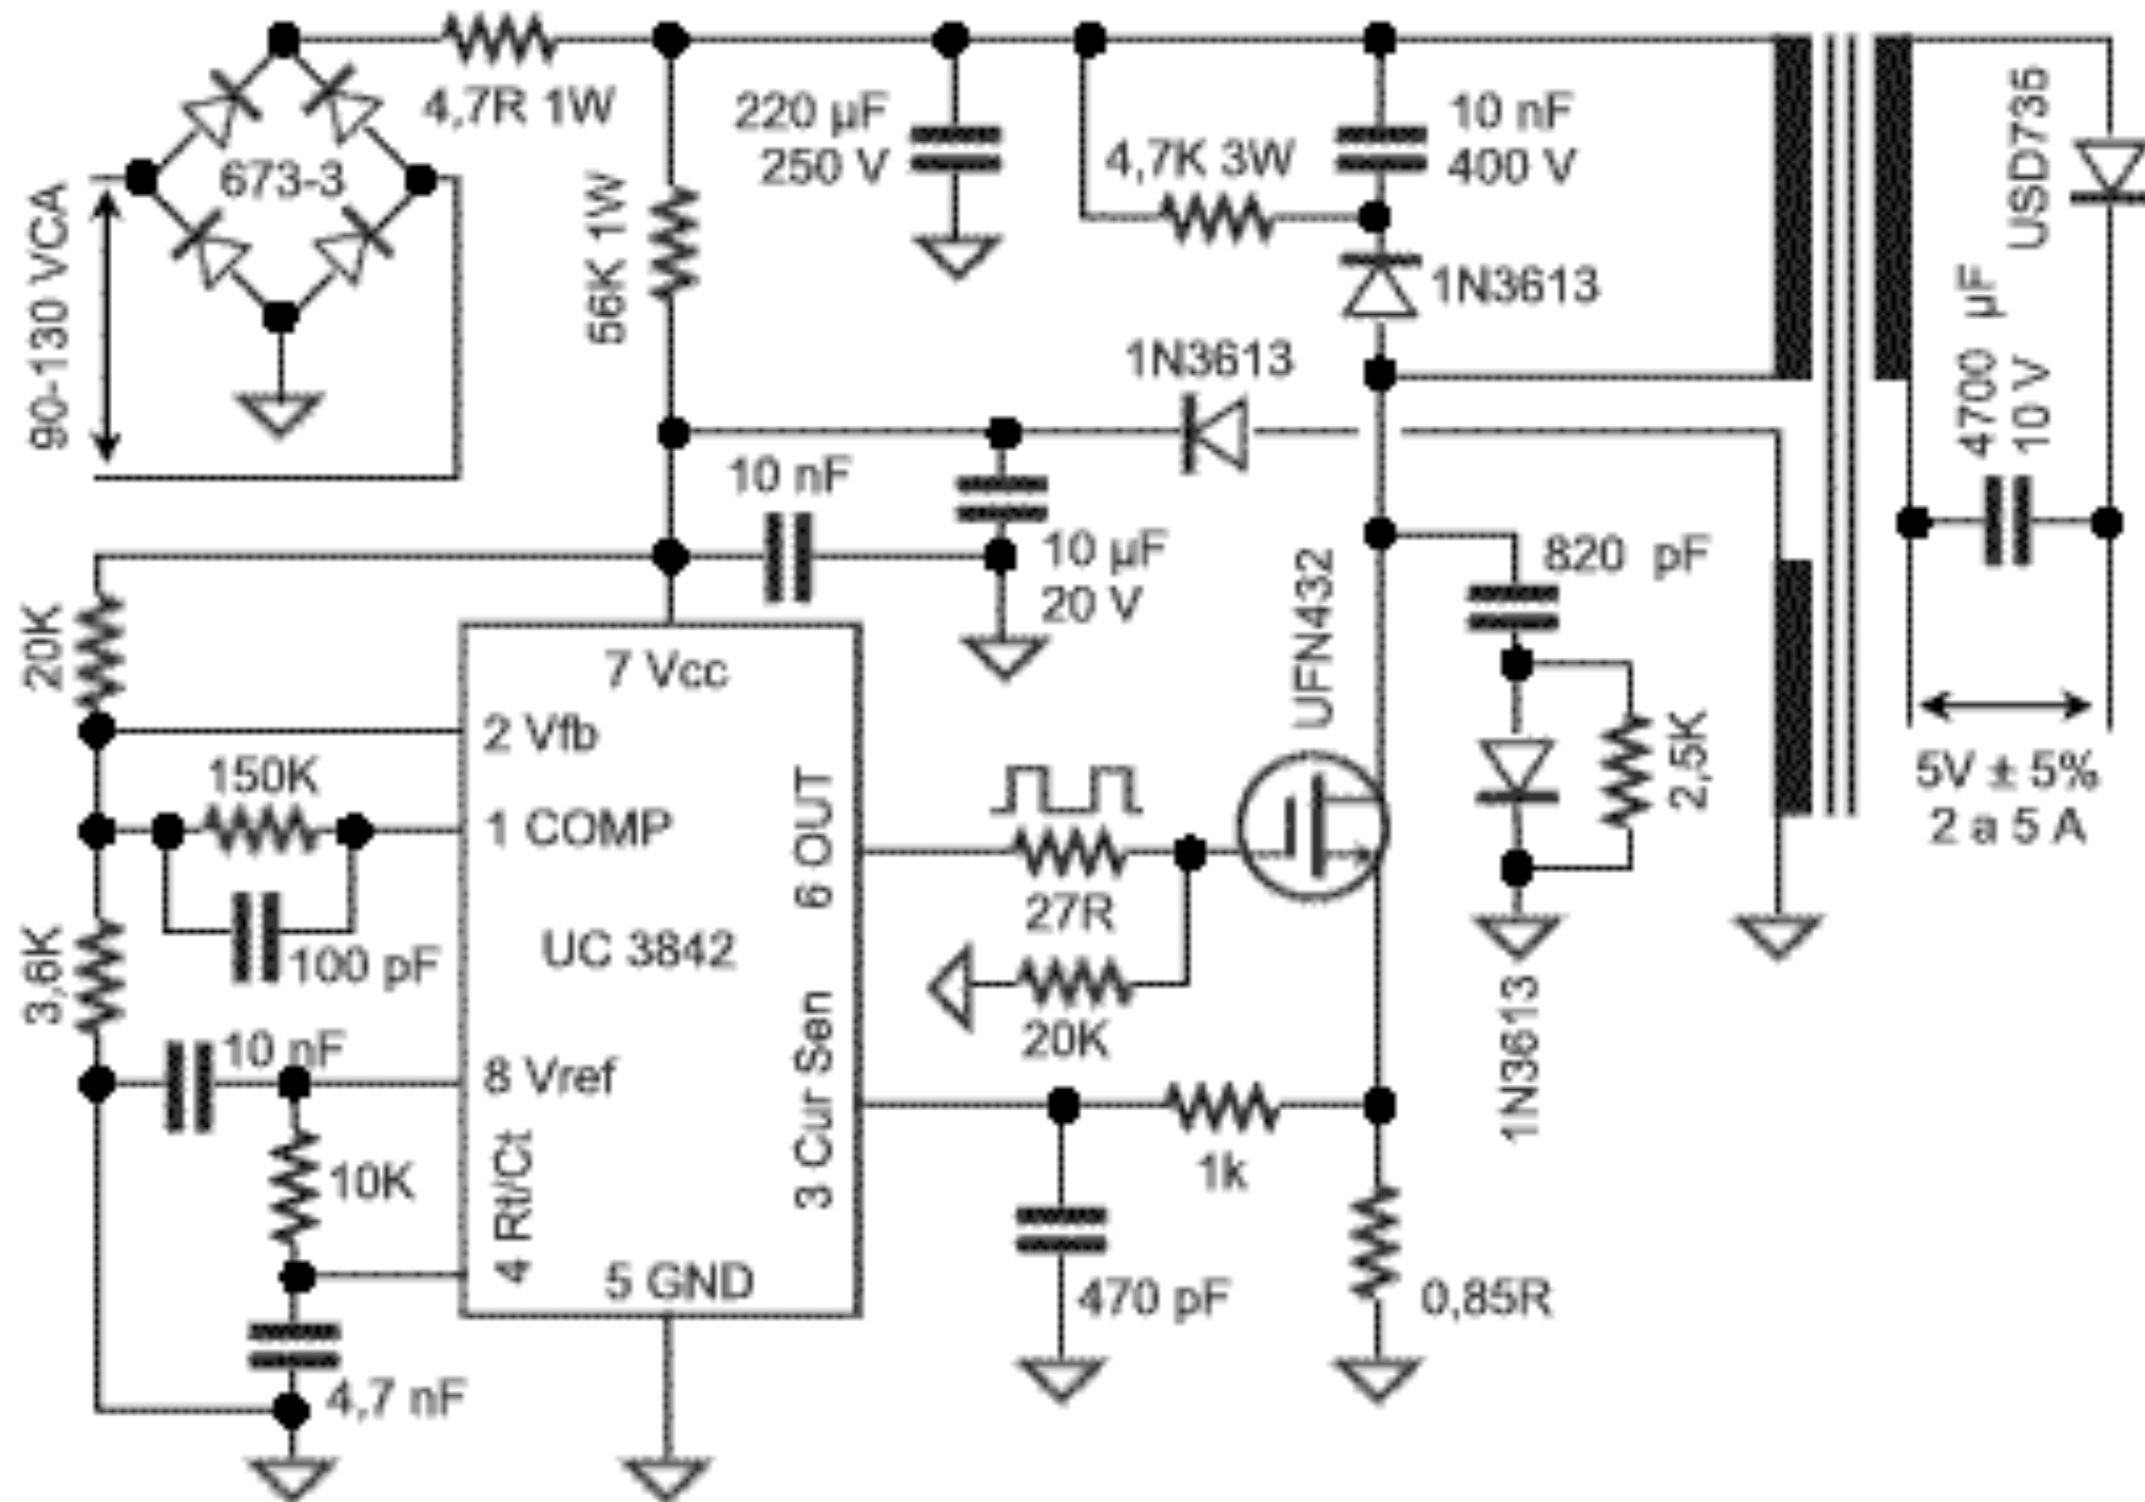 4,7R 1W
673-3
90-130 VCA
56K 1W
220 µF
250 V
4,7K 3W
10 nF
400 V
1N3613
1N3613
USD735
4700 µF
10 V
10 nF
10 µF
20 V
820 pF
UFN432
20K
7 Vcc
2 Vfb
150K
1 COMP
6 OUT
2,5K
5V ± 5%
2 a 5 A
27R
UC 3842
100 pF
3,6K
20K
10 nF
8 Vref
3 Cur Sen
1N3613
10K
4 Rt/Ct
1k
5 GND
470 pF
0,85R
4,7 nF